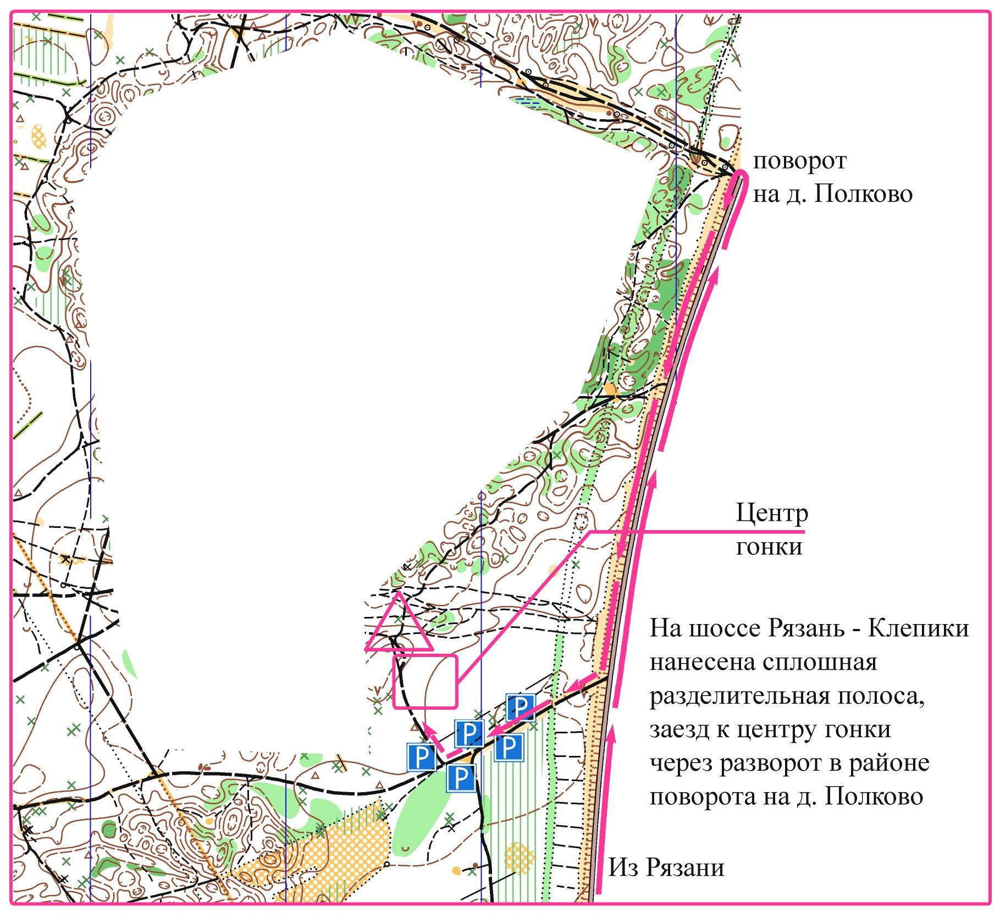 поворот
на д. Полково
Центр
гонки
На шоссе Рязань - Клепики
нанесена сплошная
разделительная полоса,
заезд к центру гонки
через разворот в районе
поворота на д. Полково
P
P
P
P
P
Из Рязани